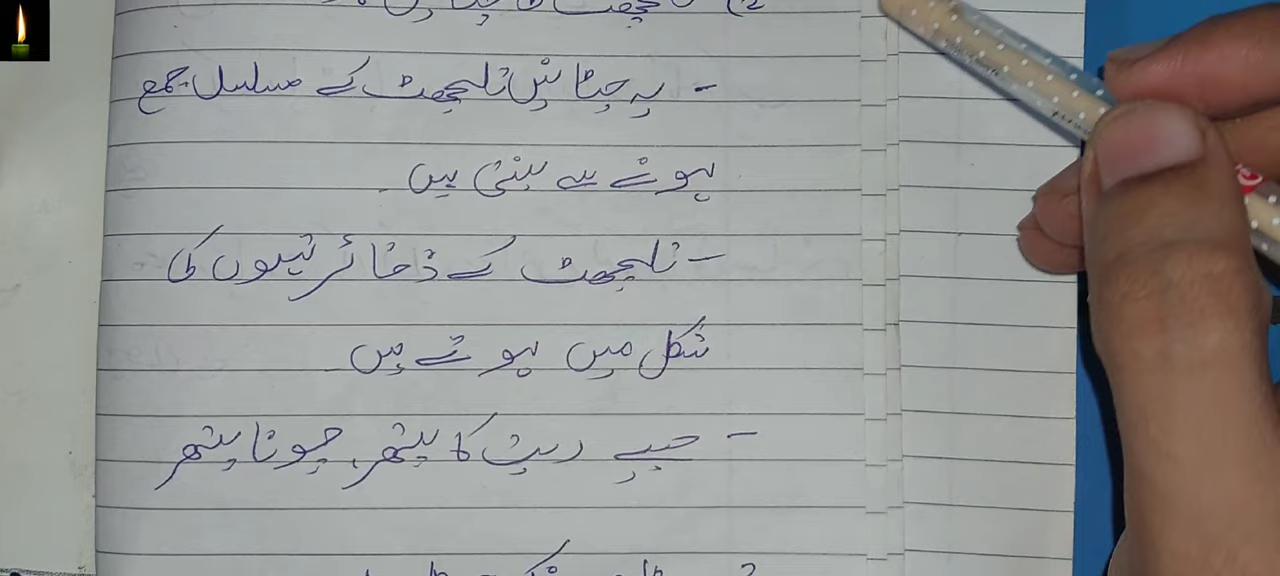 - یہ چٹانیں تلچھٹ کے مسلسل جمع
ہونے سے بنتی ہیں۔
- تلچھٹ کے ذخائر تہوں کی
شکل میں ہوتے ہیں۔
- جیسے ریت کا پتھر، چونا پتھر